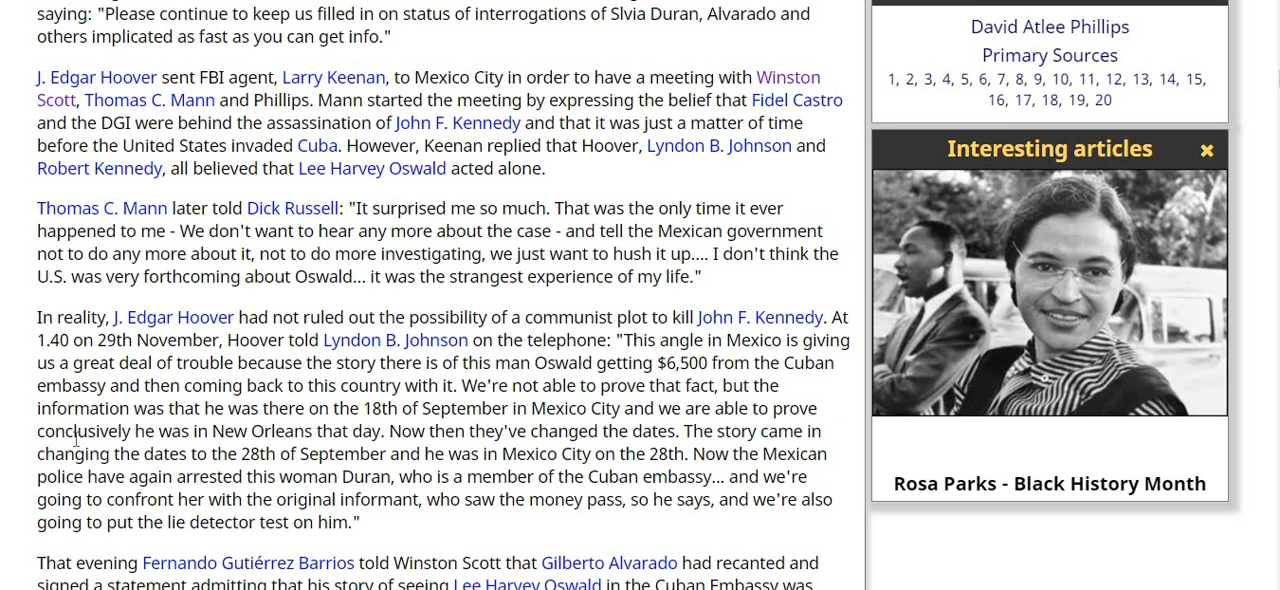 saying: "Please continue to keep us filled in on status of interrogations of Slvia Duran, Alvarado and
others implicated as fast as you can get info."
J. Edgar Hoover sent FBI agent, Larry Keenan, to Mexico City in order to have a meeting with Winston
Scott, Thomas C. Mann and Phillips. Mann started the meeting by expressing the belief that Fidel Castro
and the DGI were behind the assassination of John F. Kennedy and that it was just a matter of time
before the United States invaded Cuba. However, Keenan replied that Hoover, Lyndon B. Johnson and
Robert Kennedy, all believed that Lee Harvey Oswald acted alone.
Thomas C. Mann later told Dick Russell: "It surprised me so much. That was the only time it ever
happened to me - We don't want to hear any more about the case - and tell the Mexican government
not to do any more about it, not to do more investigating, we just want to hush it up.... I don't think the
U.S. was very forthcoming about Oswald... it was the strangest experience of my life."
In reality, J. Edgar Hoover had not ruled out the possibility of a communist plot to kill John F. Kennedy. At
1.40 on 29th November, Hoover told Lyndon B. Johnson on the telephone: "This angle in Mexico is giving
us a great deal of trouble because the story there is of this man Oswald getting $6,500 from the Cuban
embassy and then coming back to this country with it. We're not able to prove that fact, but the
information was that he was there on the 18th of September in Mexico City and we are able to prove
conclusively he was in New Orleans that day. Now then they've changed the dates. The story came in
changing the dates to the 28th of September and he was in Mexico City on the 28th. Now the Mexican
police have again arrested this woman Duran, who is a member of the Cuban embassy... and we're
going to confront her with the original informant, who saw the money pass, so he says, and we're also
going to put the lie detector test on him."
That evening Fernando Gutiérrez Barrios told Winston Scott that Gilberto Alvarado had recanted and
signed a statement admitting that his story of seeing Lee Harvey Oswald in the Cuban Embassy was
David Atlee Phillips
Primary Sources
1, 2, 3, 4, 5, 6, 7, 8, 9, 10, 11, 12, 13, 14, 15,
16, 17, 18, 19, 20
Interesting articles
Rosa Parks - Black History Month